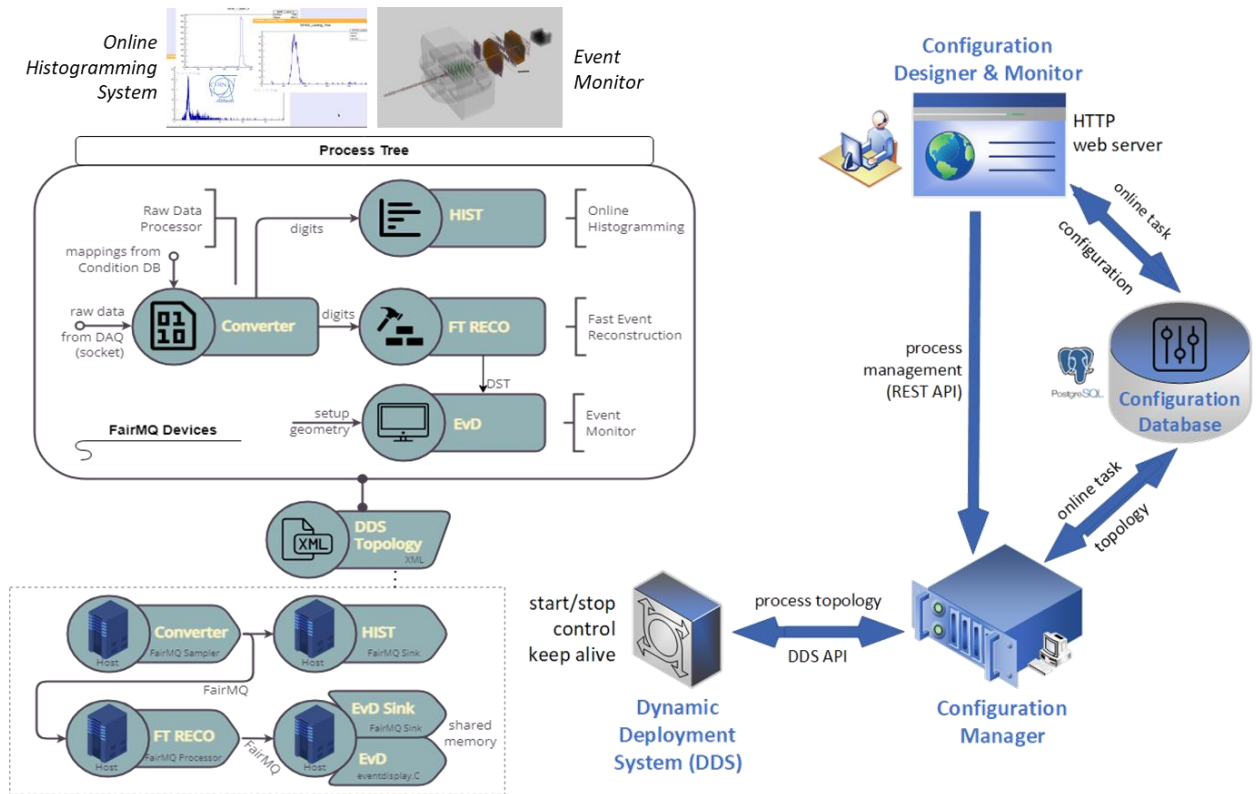 Online
Histogramming
System
Event
Monitor
Process Tree
Raw Data
Processor
mappings from
Condition DB
raw data
from DAQ
(socket)
Converter
digits
HIST
Online
Histogramming
digits
FT RECO
Fast Event
Reconstruction
DST
setup
geometry
EvD
Event
Monitor
FairMQ Devices
DDS
Topology
XML
XML
Converter
FairMQ Sampler
Host
HIST
FairMQ Sink
Host
FairMQ
FT RECO
FairMQ Processor
Host
FairMQ
EvD Sink
FairMQ Sink
EvD
eventdisplay.C
Host
shared
memory
Configuration
Designer & Monitor
HTTP
web server
online task
configuration
process
management
(REST API)
PostgreSQL
Configuration
Database
online task
topology
start/stop
control
keep alive
process topology
DDS API
Dynamic
Deployment
System (DDS)
Configuration
Manager